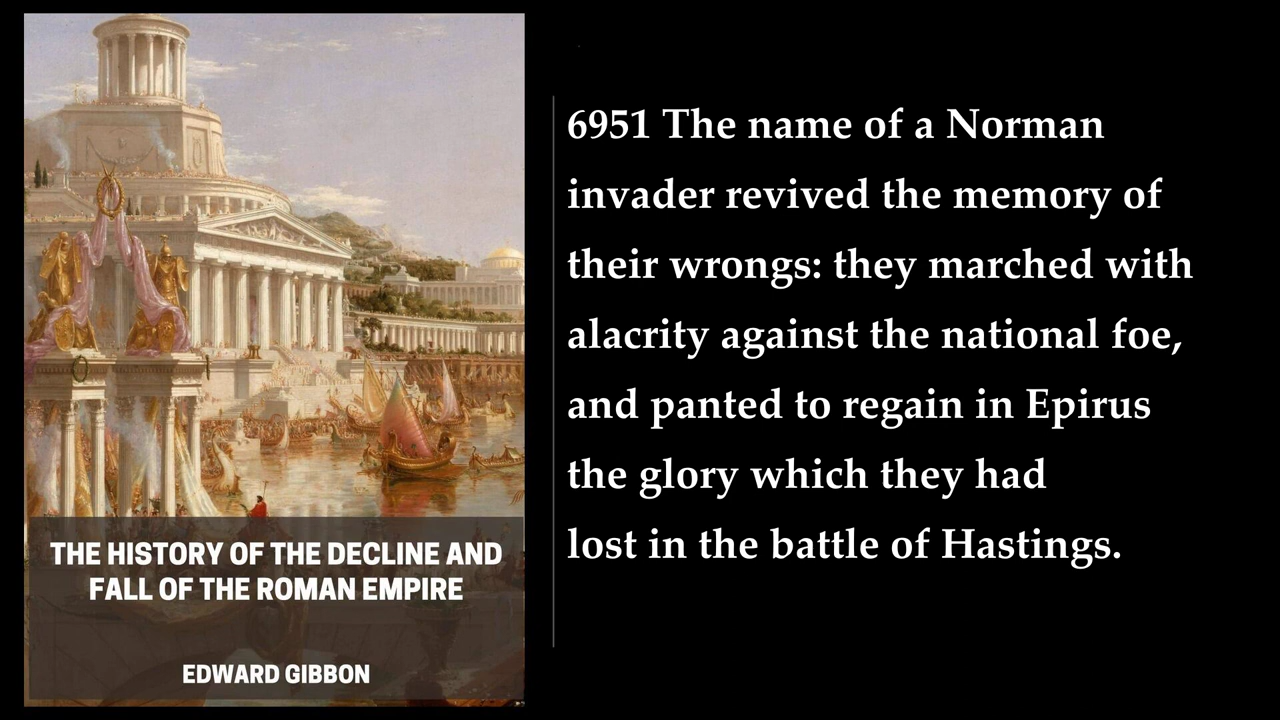 THE HISTORY OF THE DECLINE AND
FALL OF THE ROMAN EMPIRE
EDWARD GIBBON
6951 The name of a Norman
invader revived the memory of
their wrongs: they marched with
alacrity against the national foe,
and panted to regain in Epirus
the glory which they had
lost in the battle of Hastings.